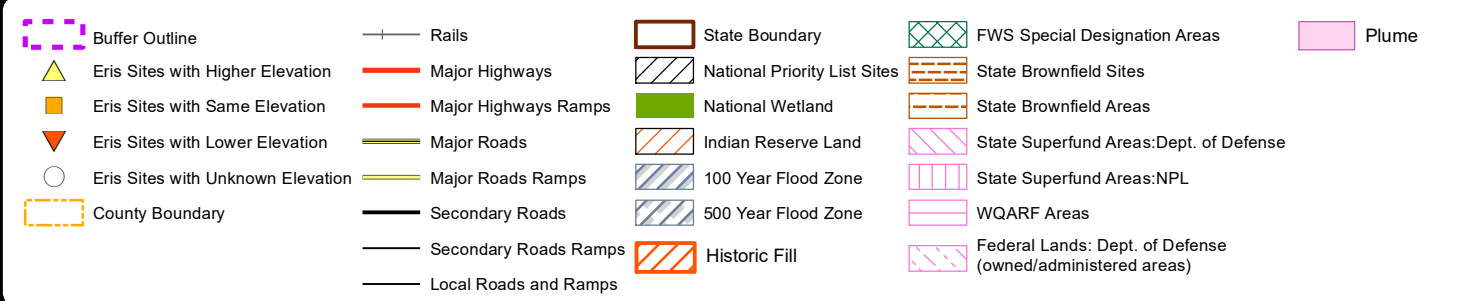 Buffer Outline
Eris Sites with Higher Elevation
Eris Sites with Same Elevation
Eris Sites with Lower Elevation
Eris Sites with Unknown Elevation
County Boundary
Rails
Major Highways
Major Highways Ramps
Major Roads
Major Roads Ramps
Secondary Roads
Secondary Roads Ramps
Local Roads and Ramps
State Boundary
National Priority List Sites
National Wetland
Indian Reserve Land
100 Year Flood Zone
500 Year Flood Zone
Historic Fill
FWS Special Designation Areas
State Brownfield Sites
State Brownfield Areas
State Superfund Areas:Dept. of Defense
State Superfund Areas:NPL
WQARF Areas
Federal Lands: Dept. of Defense
(owned/administered areas)
Plume